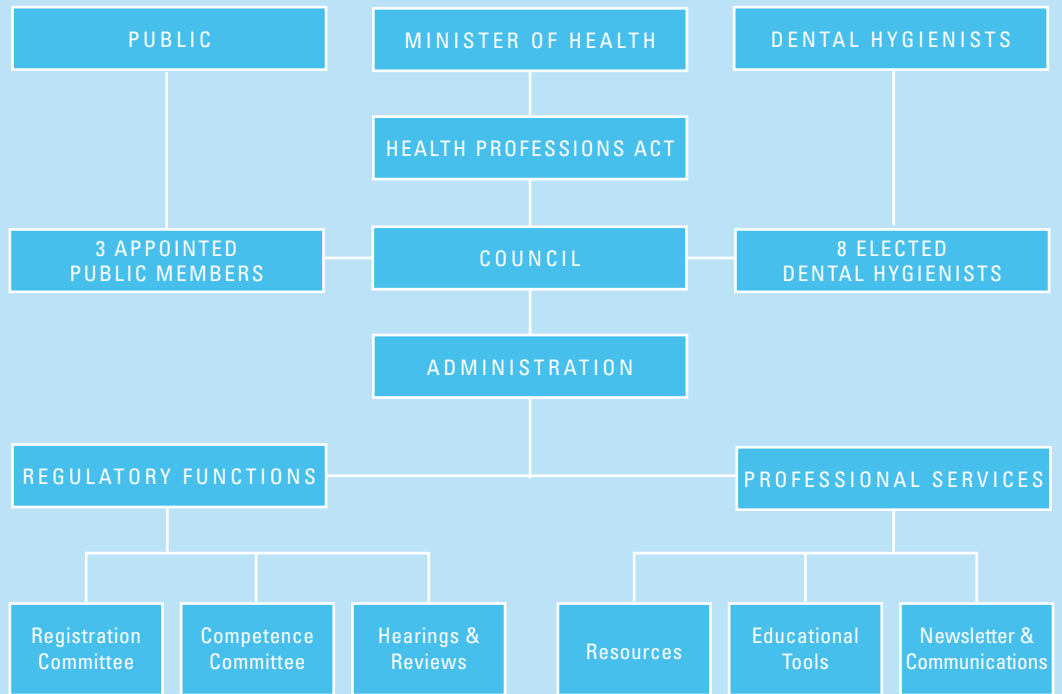 PUBLIC
MINISTER OF HEALTH
DENTAL HYGIENISTS
HEALTH PROFESSIONS ACT
3 APPOINTED
PUBLIC MEMBERS
COUNCIL
8 ELECTED
DENTAL HYGIENISTS
ADMINISTRATION
REGULATORY FUNCTIONS
PROFESSIONAL SERVICES
Registration
Committee
Competence
Committee
Hearings &
Reviews
Resources
Educational
Tools
Newsletter &
Communications